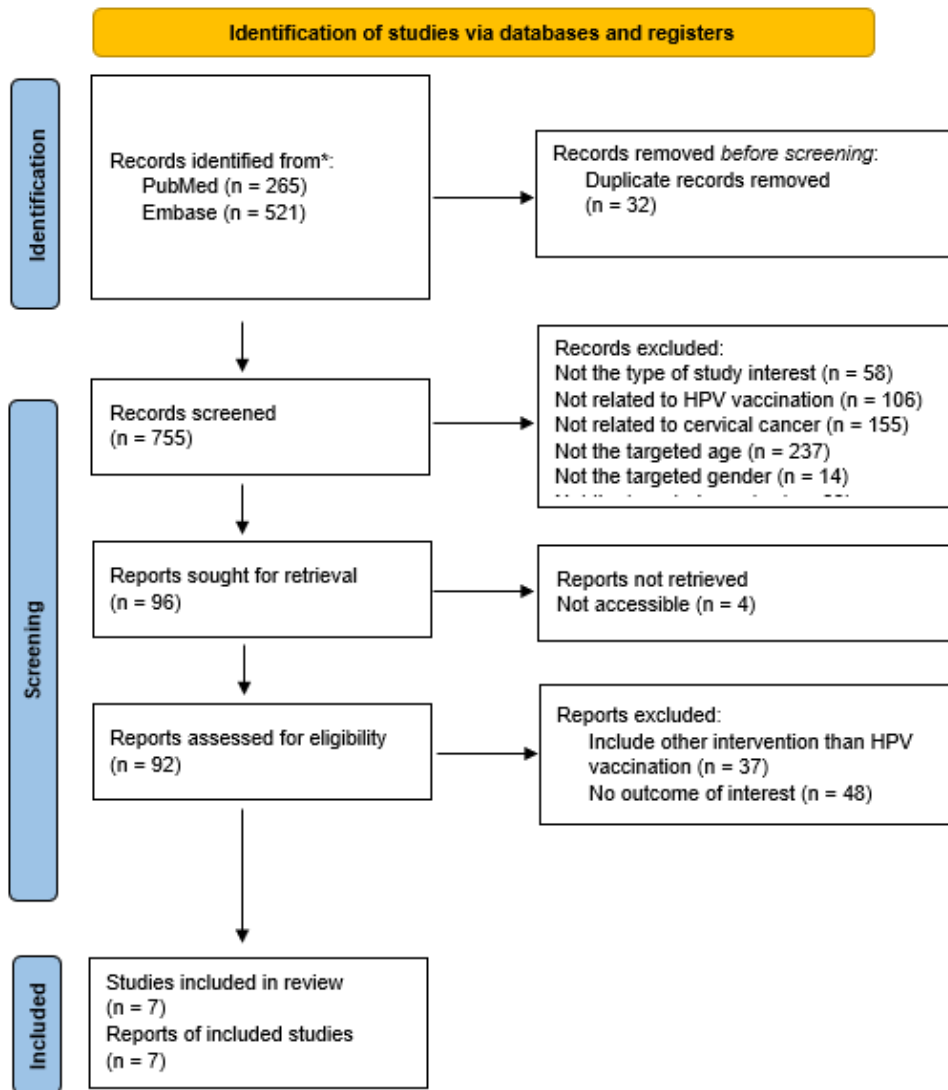 Identification of studies via databases and registers
Identification
Records identified from*:
PubMed (n = 265)
Embase (n = 521)
Records removed before screening:
Duplicate records removed
(n = 32)
Screening
Records screened
(n = 755)
Records excluded:
Not the type of study interest (n = 58)
Not related to HPV vaccination (n = 106)
Not related to cervical cancer (n = 155)
Not the targeted age (n = 237)
Not the targeted gender (n = 14)
Reports sought for retrieval
(n = 96)
Reports not retrieved
Not accessible (n = 4)
Reports assessed for eligibility
(n = 92)
Reports excluded:
Include other intervention than HPV
vaccination (n = 37)
No outcome of interest (n = 48)
Included
Studies included in review
(n = 7)
Reports of included studies
(n = 7)